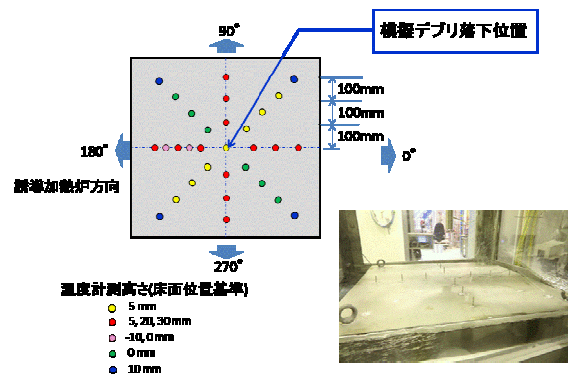 模擬デブリ落下位置
90°
100mm
100mm
100mm
180°
0°
誘導加熱炉方向
270°
温度計測高さ(床面位置基準)
5 mm
5, 20, 30 mm
-10, 0 mm
0 mm
10 mm